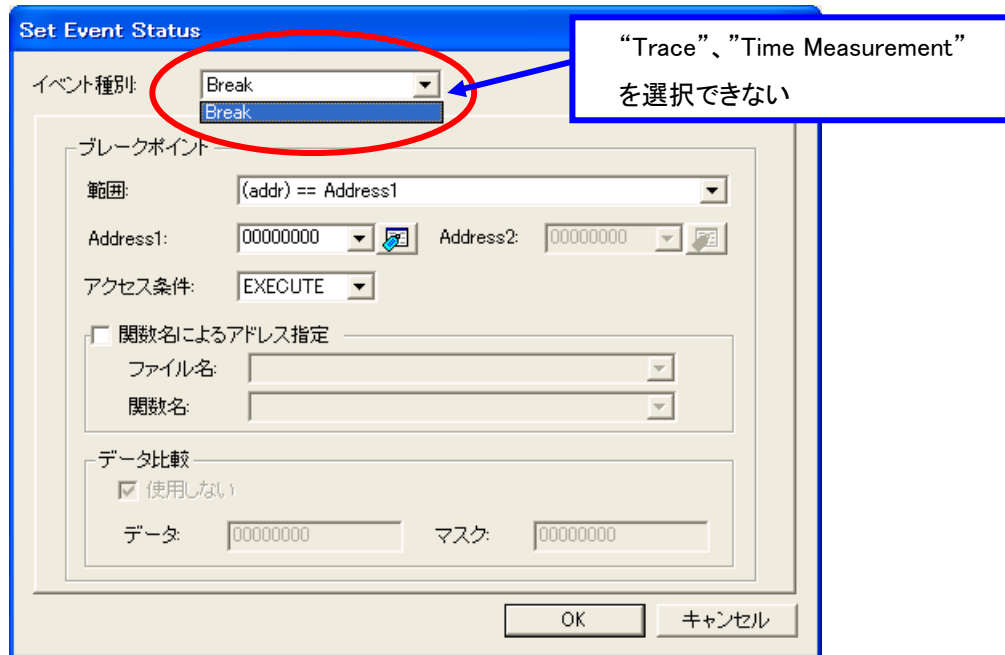 Set Event Status
“Trace”、”Time Measurement”
を選択できない
イベント種別: Break
Break
ブレークポイント
範囲: (addr) == Address1
Address1: 00000000 Address2: 00000000
アクセス条件: EXECUTE
関数名によるアドレス指定
ファイル名:
関数名:
データ比較
使用しない
データ: 00000000 マスク: 00000000
OK キャンセル